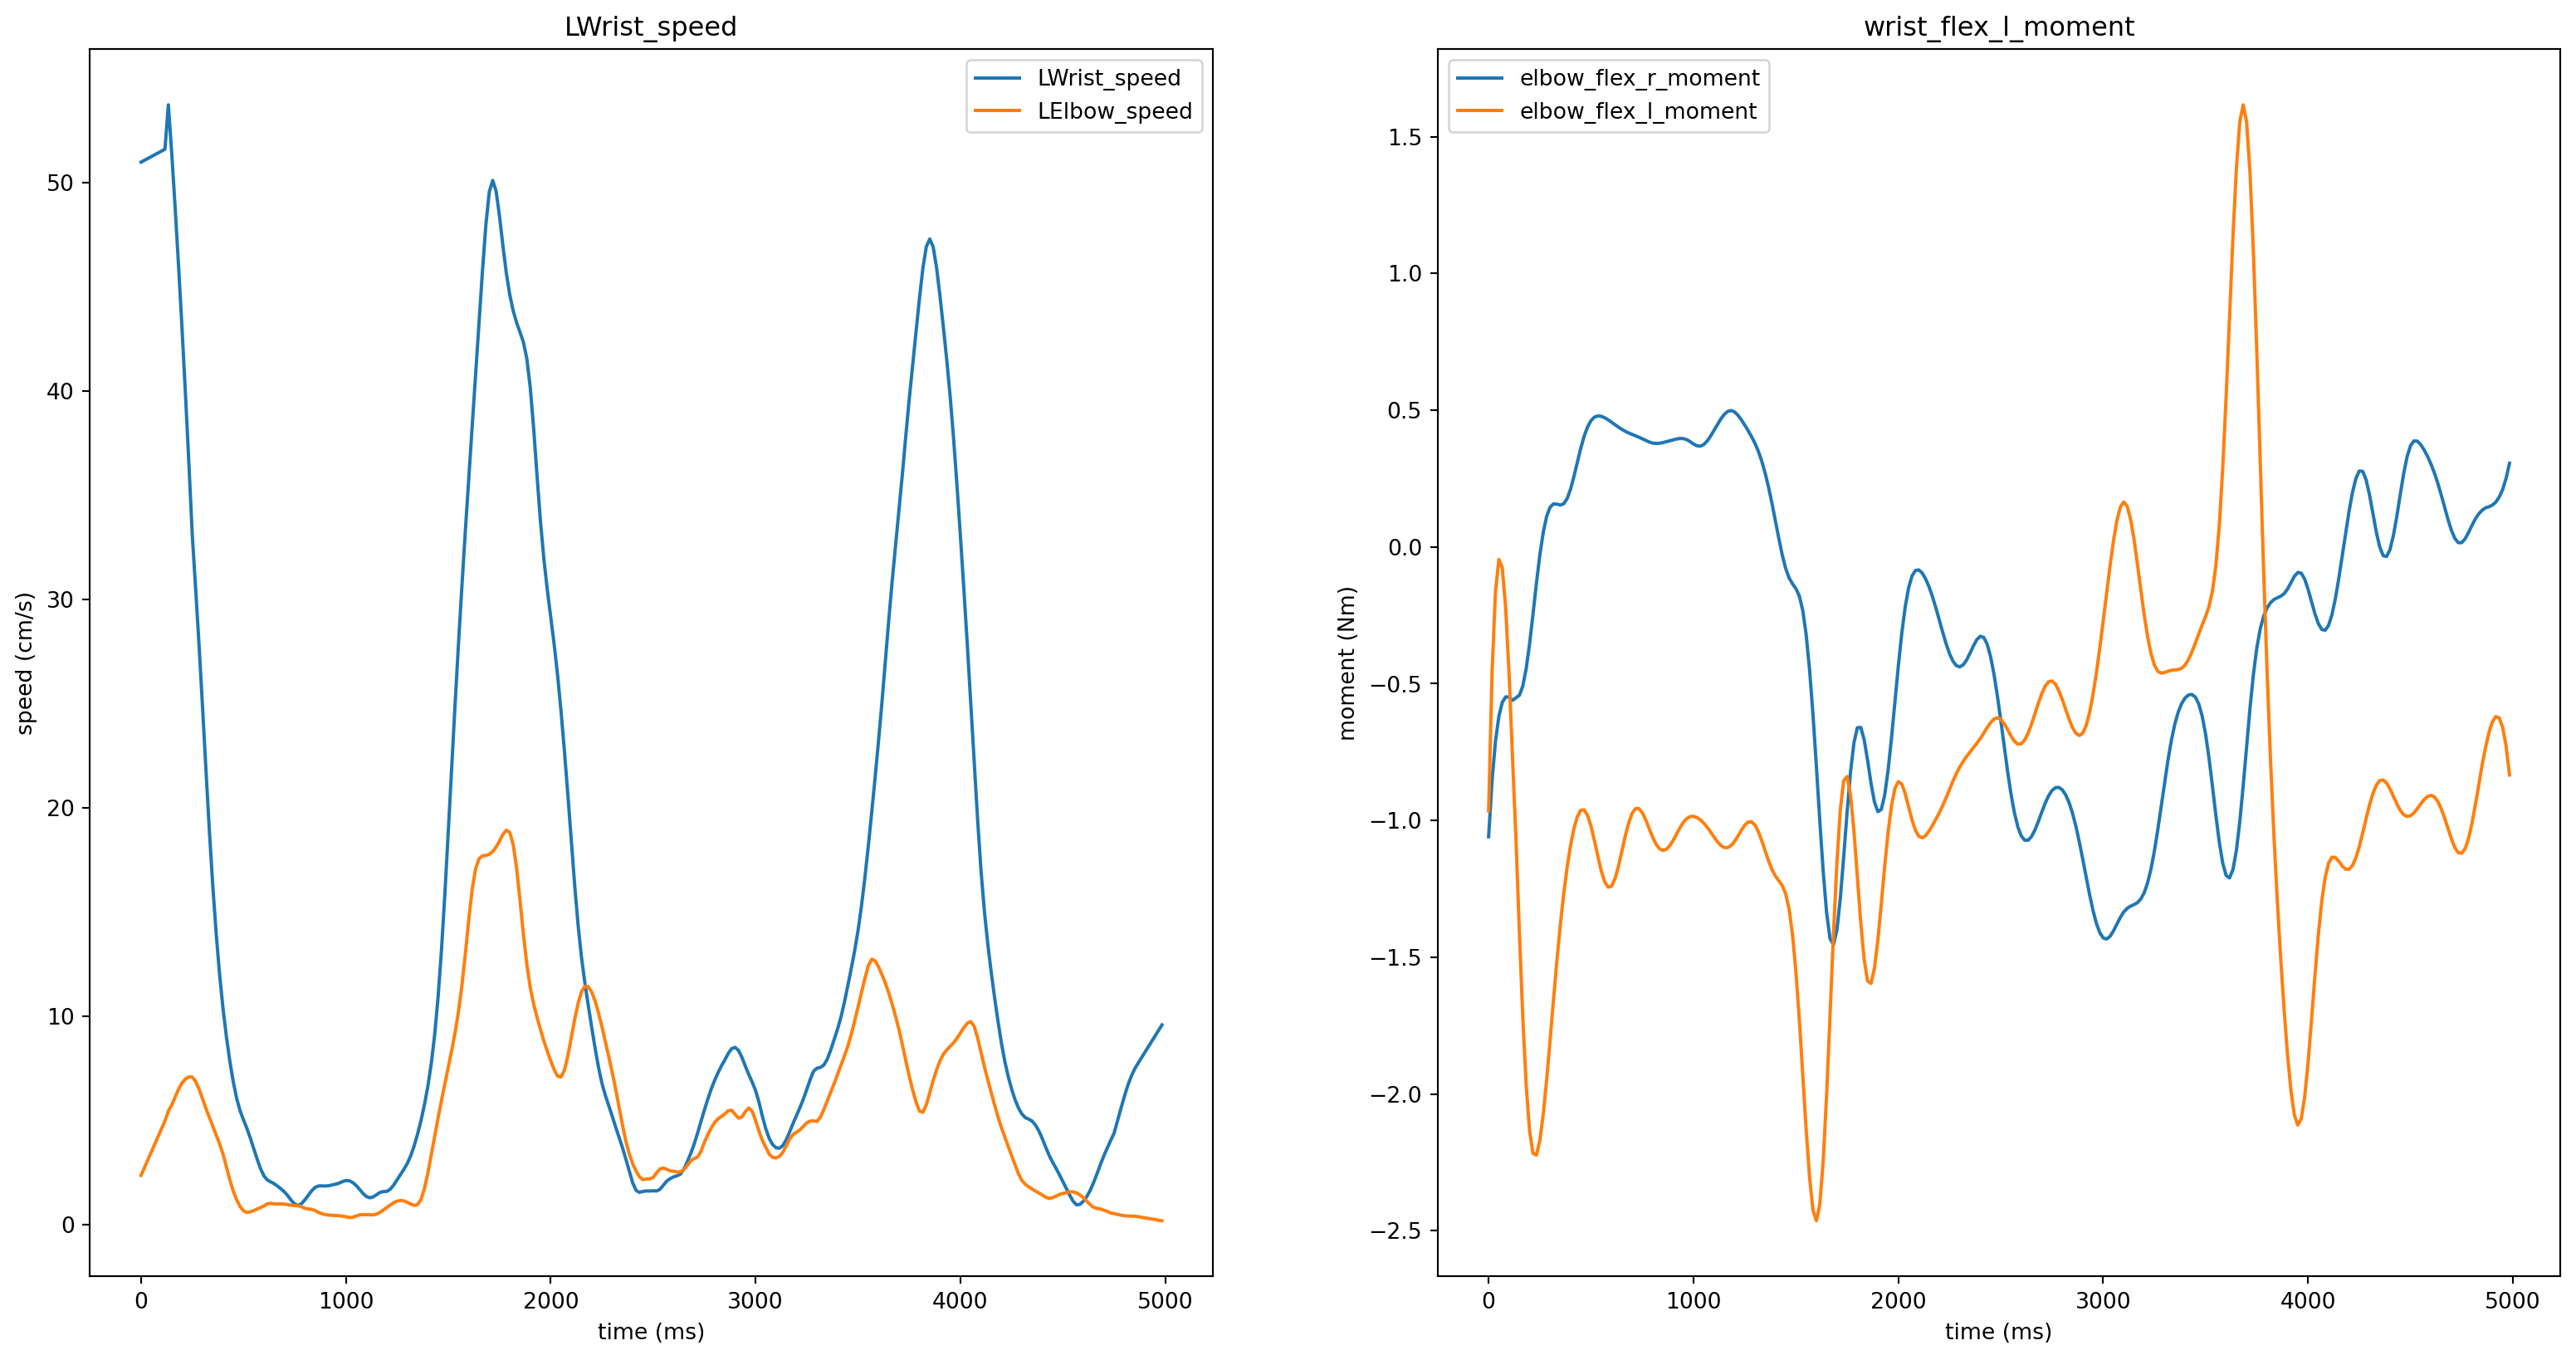 LWrist_speed
LWrist_speed
LElbow_speed
50
40
30
20
10
0
speed (cm/s)
0 1000 2000 3000 4000 5000
time (ms)
wrist_flex_l_moment
elbow_flex_r_moment
elbow_flex_l_moment
1.5
1.0
0.5
0.0
−0.5
−1.0
−1.5
−2.0
−2.5
moment (Nm)
0 1000 2000 3000 4000 5000
time (ms)